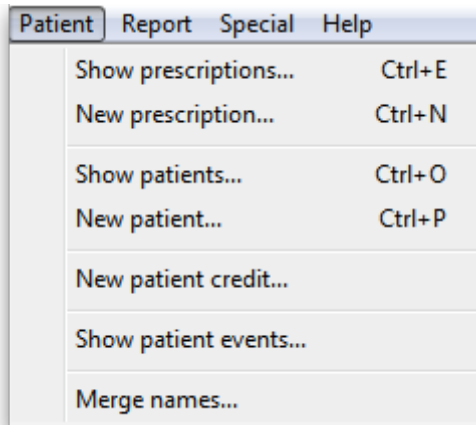 Patient Report Special Help
Show prescriptions... Ctrl+E
New prescription... Ctrl+N
Show patients... Ctrl+O
New patient... Ctrl+P
New patient credit...
Show patient events...
Merge names...